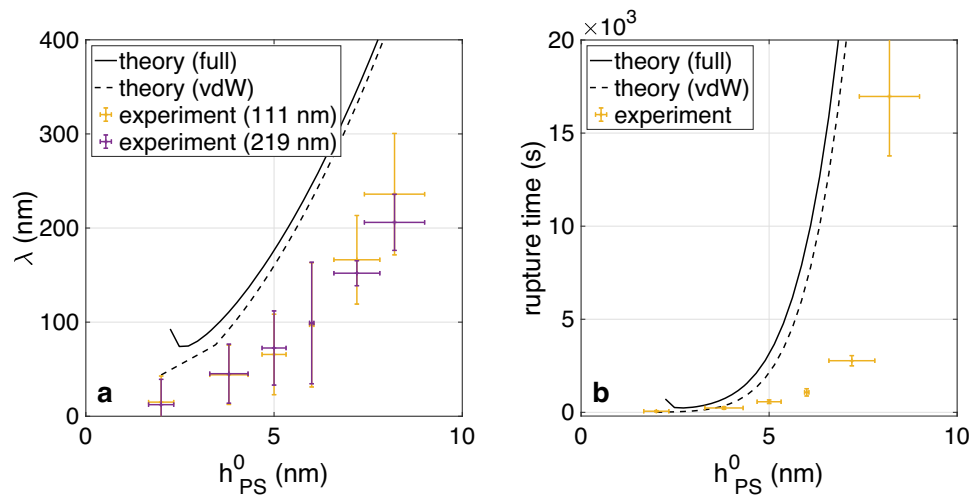 400
300
200
100
0
λ (nm)
theory (full)
theory (vdW)
experiment (111 nm)
experiment (219 nm)
a
0 5 10
h⁰PS (nm)
×10³
20
15
10
5
0
rupture time (s)
theory (full)
theory (vdW)
experiment
b
0 5 10
h⁰PS (nm)